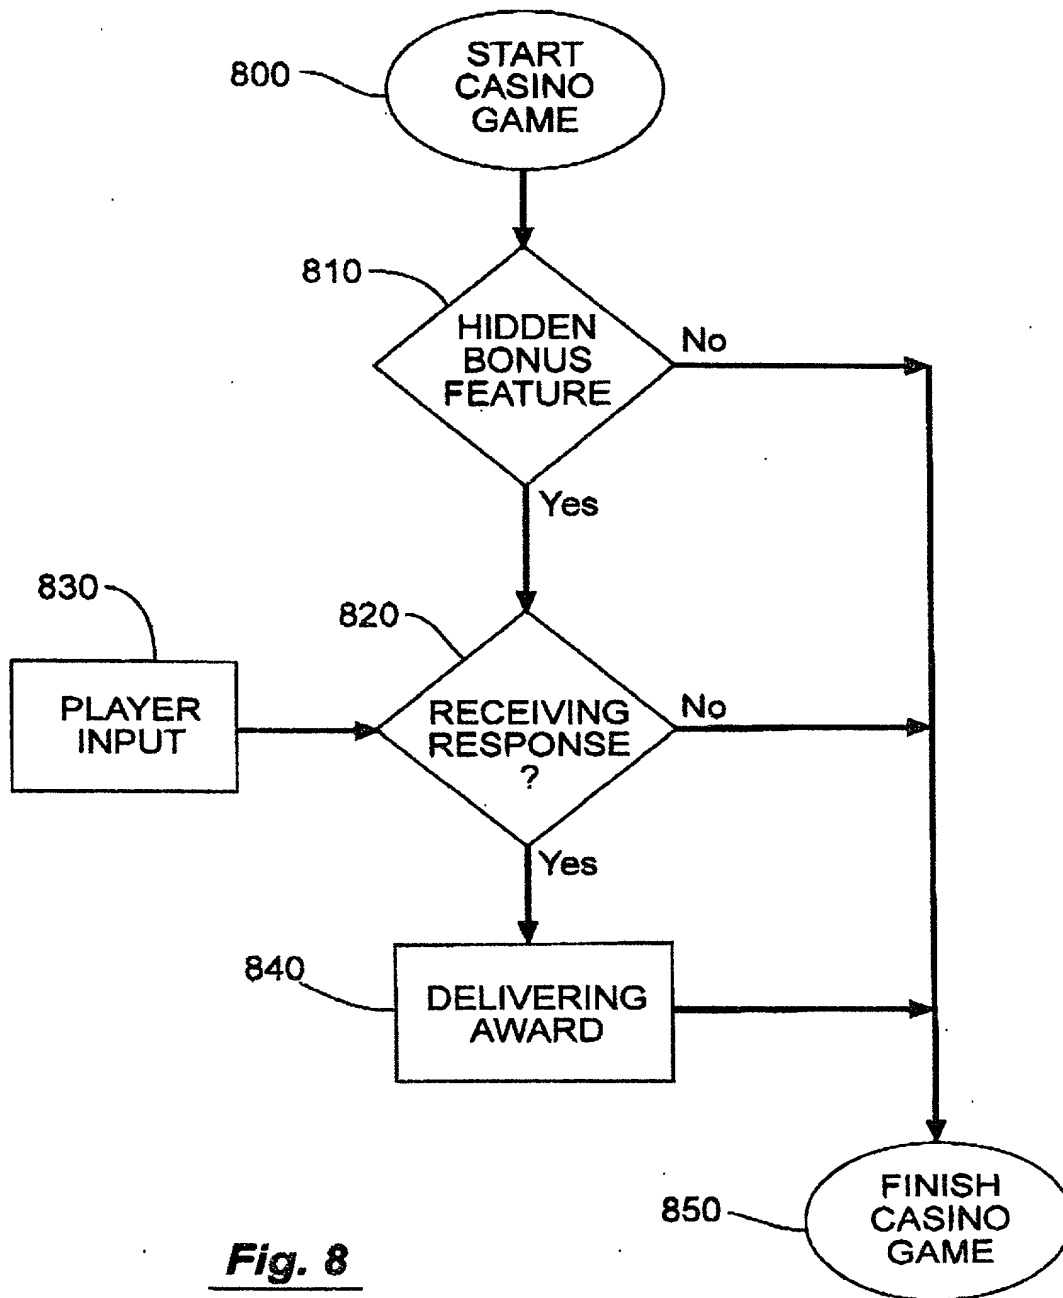 START
CASINO
GAME
800
810
HIDDEN
BONUS
FEATURE
No
Yes
830
820
PLAYER
INPUT
RECEIVING
RESPONSE
?
No
Yes
840
DELIVERING
AWARD
850
FINISH
CASINO
GAME
Fig. 8